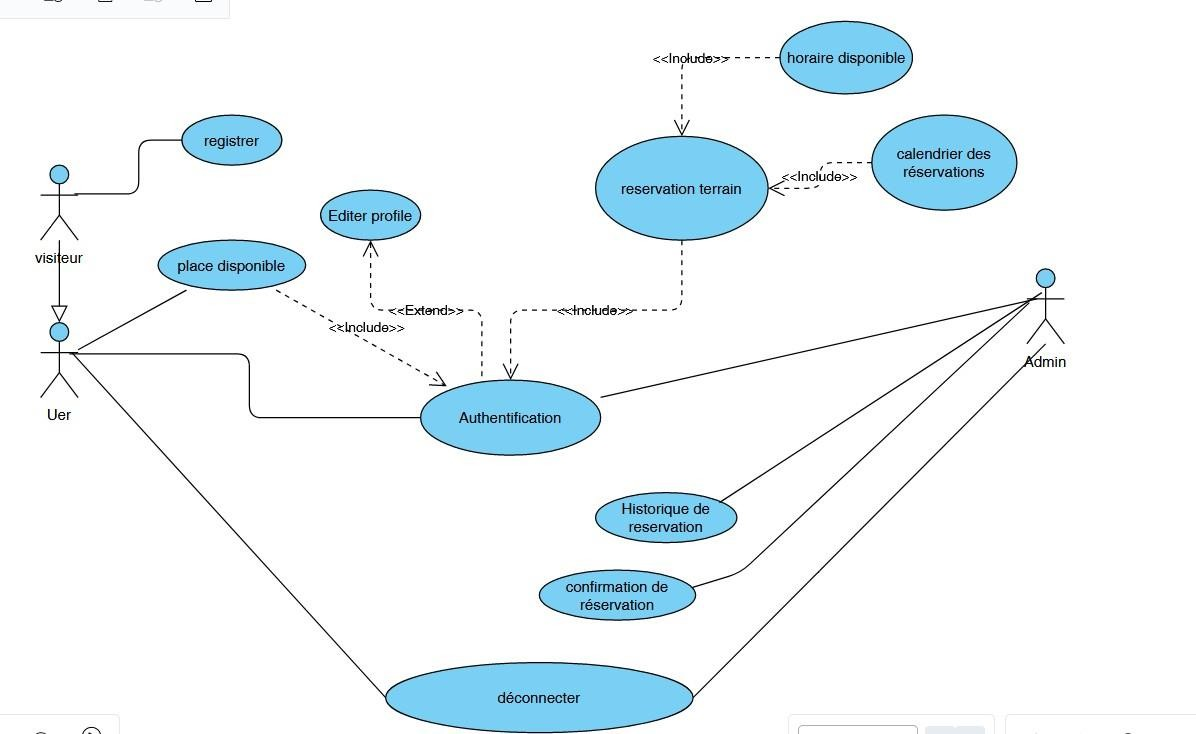 <<Include>>
horaire disponible
registrer
calendrier des
réservations
<<Include>>
reservation terrain
Editer profile
visiteur
place disponible
<<Extend>>
<<Include>>
<<Include>>
Admin
Uer
Authentification
Historique de
reservation
confirmation de
réservation
déconnecter